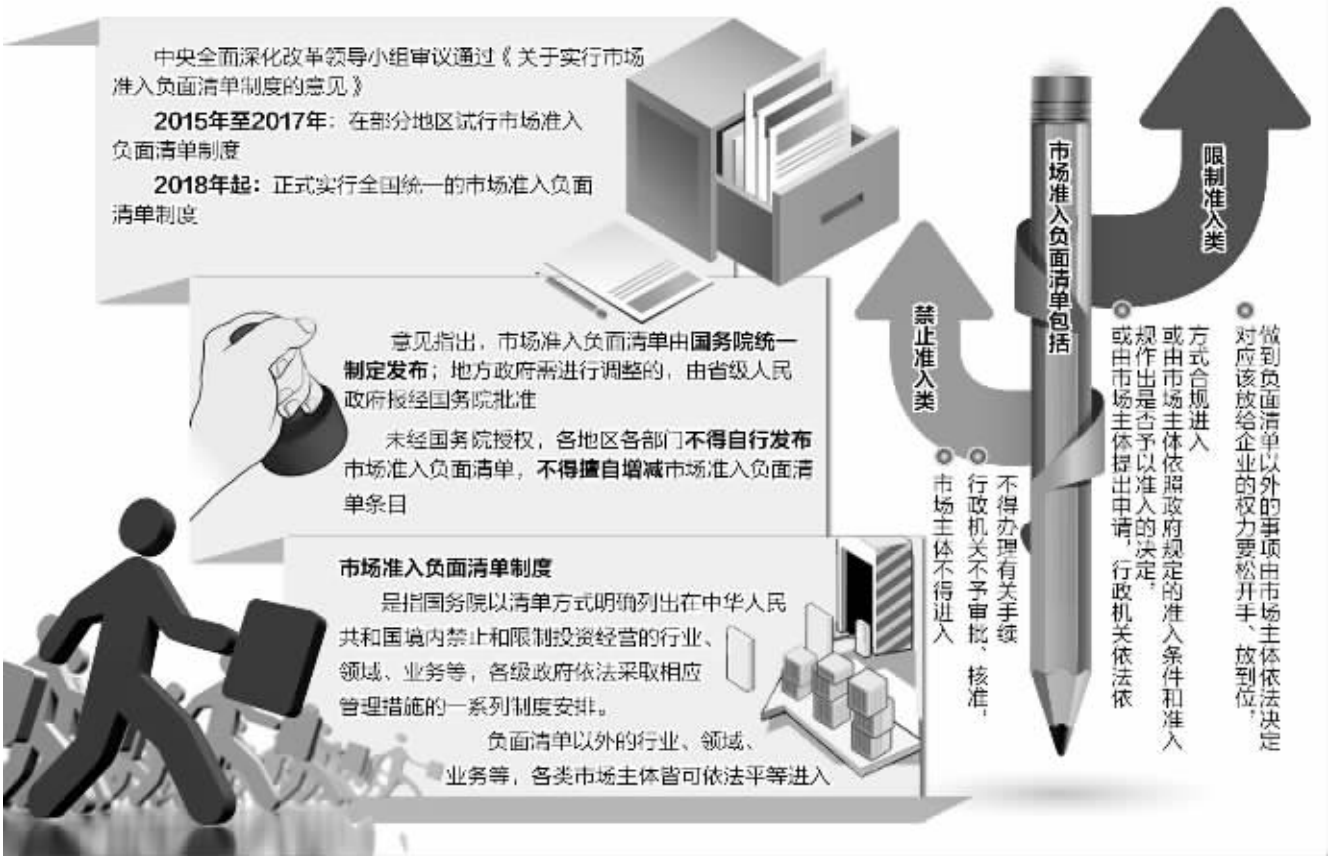 中央全面深化改革领导小组审议通过《关于实行市场
准入负面清单制度的意见》
2015年至2017年：在部分地区试行市场准入
负面清单制度
2018年起：正式实行全国统一的市场准入负面
清单制度
意见指出，市场准入负面清单由国务院统一
制定发布；地方政府需进行调整的，由省级人民
政府报经国务院批准
未经国务院授权，各地区各部门不得自行发布
市场准入负面清单，不得擅自增减市场准入负面清
单条目
市场准入负面清单制度
是指国务院以清单方式明确列出在中华人民
共和国境内禁止和限制投资经营的行业、
领域、业务等，各级政府依法采取相应
管理措施的一系列制度安排。
负面清单以外的行业、领域、
业务等，各类市场主体皆可依法平等进入
市场准入负面清单包括
禁止准入类
市场主体不得进入
行政机关不予审批、核准，
不得办理有关手续
限制准入类
或由市场主体提出申请，行政机关依法依
规作出是否予以准入的决定，
或由市场主体依照政府规定的准入条件和准入
方式合规进入
对应该放给企业的权力要松开手、放到位，
做到负面清单以外的事项由市场主体依法决定